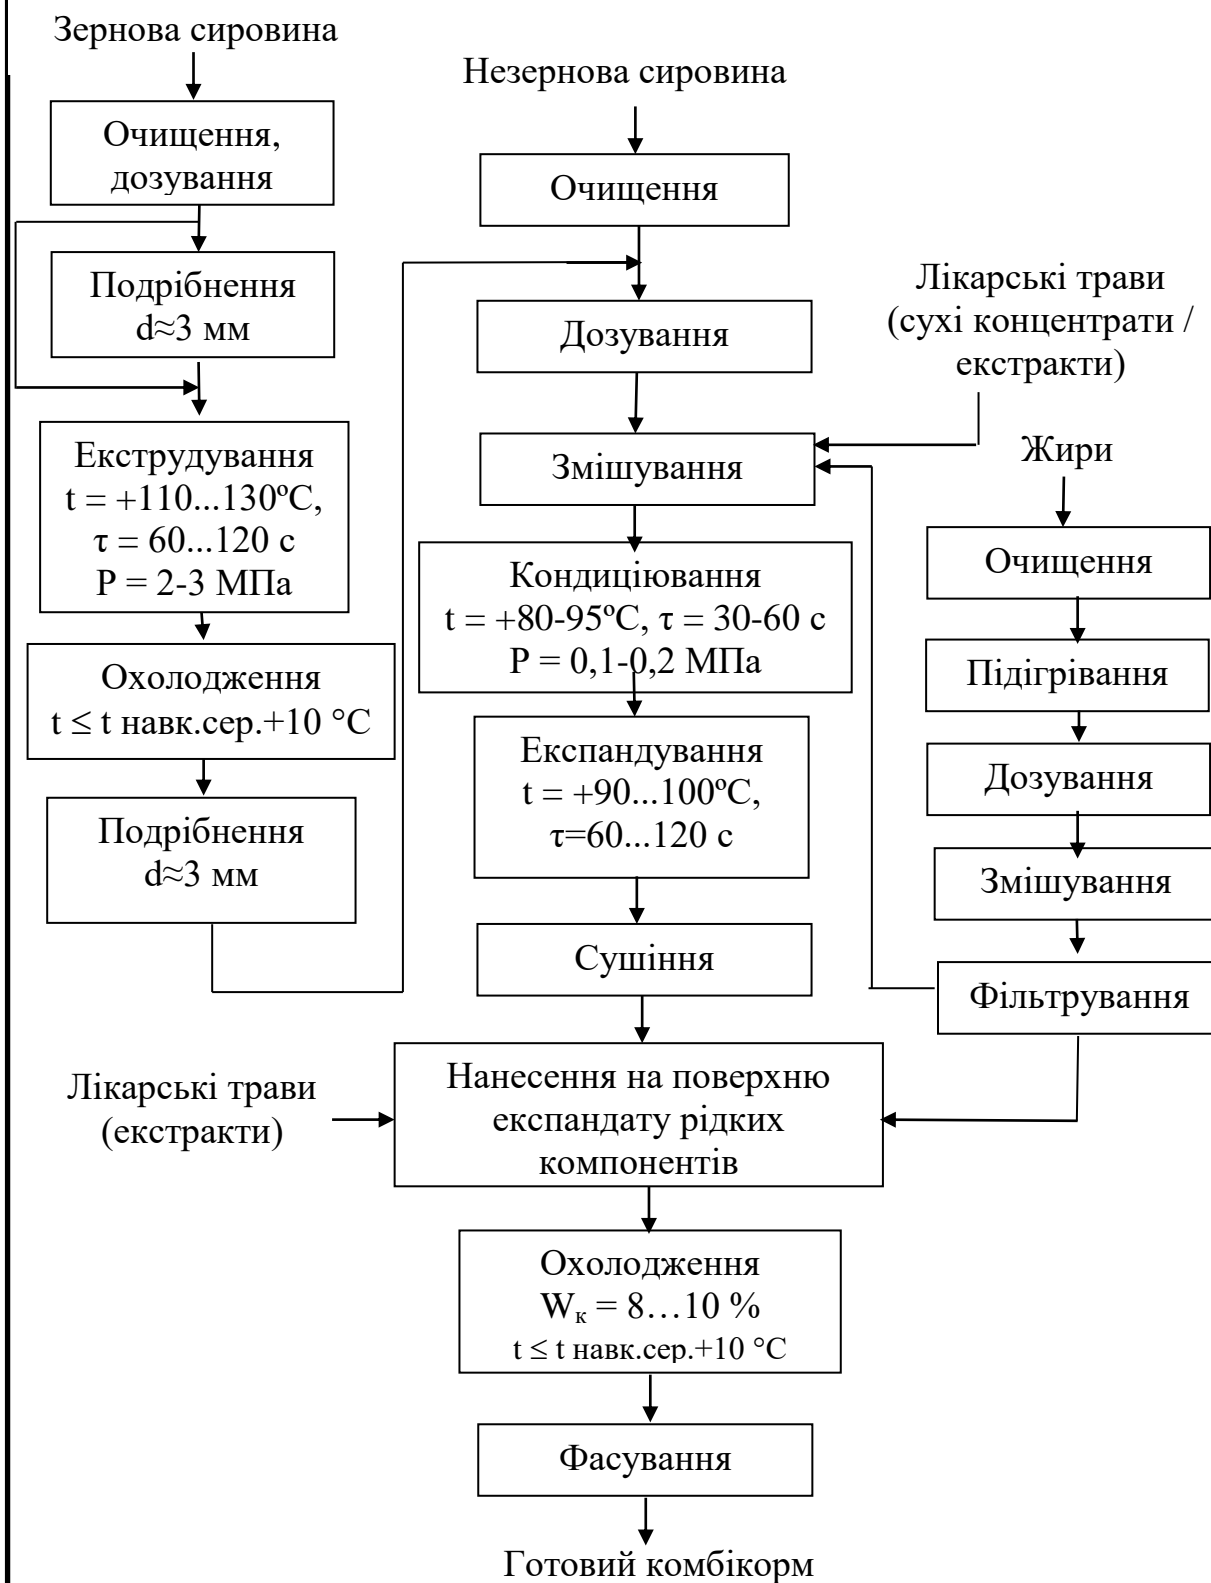 Зернова сировина
Очищення,
дозування
Подрібнення
d≈3 мм
Екструдування
t = +110...130ºС,
τ = 60...120 с
Р = 2-3 МПа
Охолодження
t ≤ t навк.сер.+10 °С
Подрібнення
d≈3 мм
Незернова сировина
Очищення
Дозування
Змішування
Кондиціювання
t = +80-95ºС, τ = 30-60 с
Р = 0,1-0,2 МПа
Експандування
t = +90...100ºС,
τ=60...120 с
Сушіння
Лікарські трави
(сухі концентрати /
екстракти)
Жири
Очищення
Підігрівання
Дозування
Змішування
Фільтрування
Лікарські трави
(екстракти)
Нанесення на поверхню
експандату рідких
компонентів
Охолодження
Wк = 8…10 %
t ≤ t навк.сер.+10 °С
Фасування
Готовий комбікорм